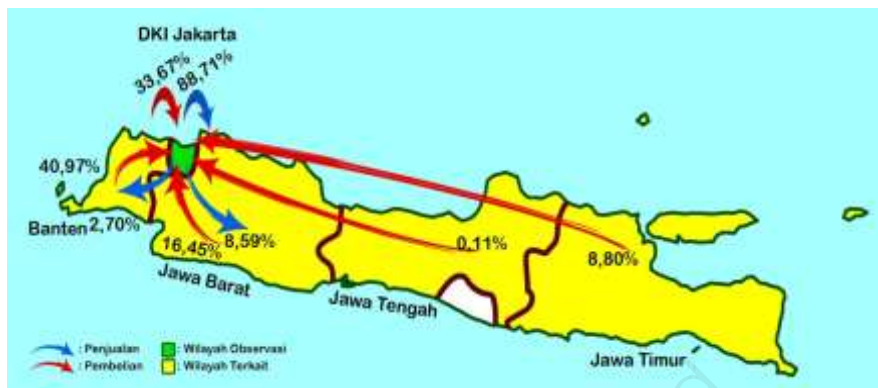 DKI Jakarta
33,67%
88,71%
40,97%
Banten
2,70%
16,45%
8,59%
0,11%
8,80%
Jawa Barat
Jawa Tengah
Jawa Timur
: Penjualan
: Wilayah Observasi
: Pembelian
: Wilayah Terkait